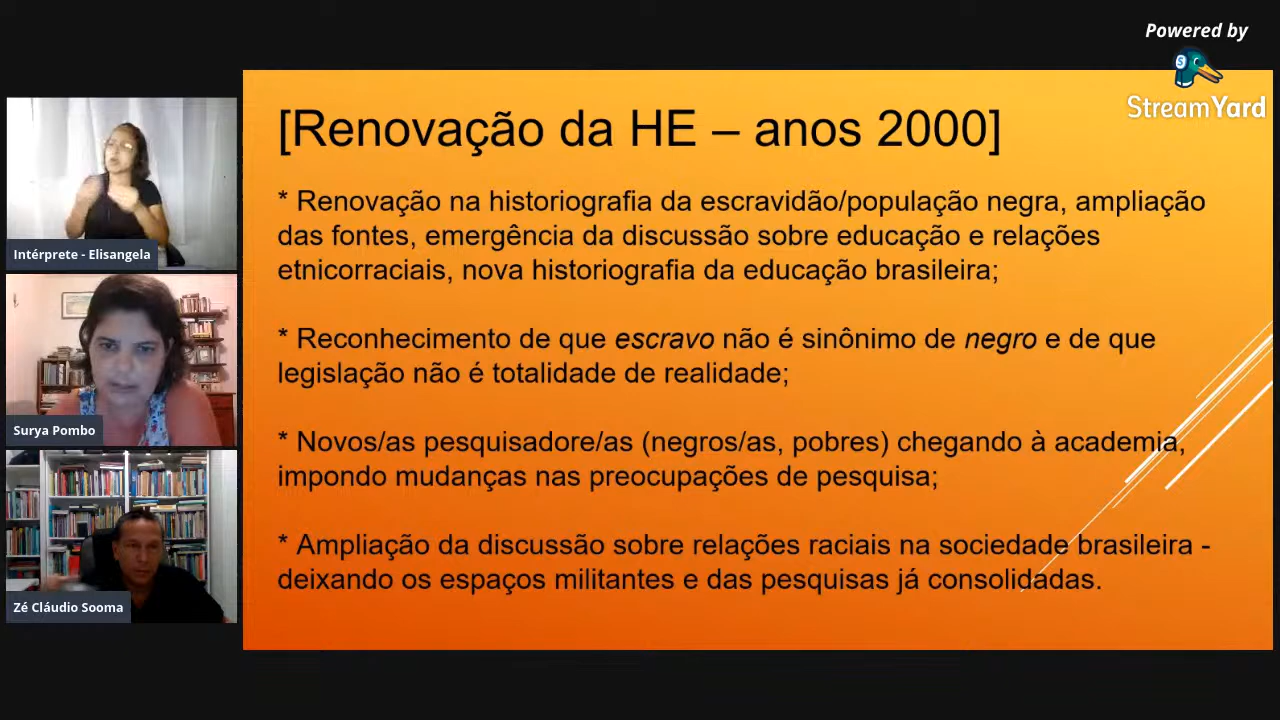 Powered by
StreamYard
[Renovação da HE – anos 2000]
* Renovação na historiografia da escravidão/população negra, ampliação
das fontes, emergência da discussão sobre educação e relações
etnicorraciais, nova historiografia da educação brasileira;
* Reconhecimento de que escravo não é sinônimo de negro e de que
legislação não é totalidade de realidade;
* Novos/as pesquisadore/as (negros/as, pobres) chegando à academia,
impondo mudanças nas preocupações de pesquisa;
* Ampliação da discussão sobre relações raciais na sociedade brasileira -
deixando os espaços militantes e das pesquisas já consolidadas.
Intérprete - Elisangela
Surya Pombo
Zé Cláudio Sooma